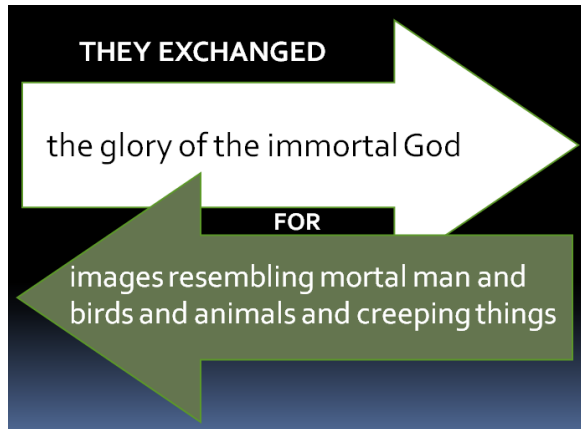 THEY EXCHANGED
the glory of the immortal God
FOR
images resembling mortal man and
birds and animals and creeping things